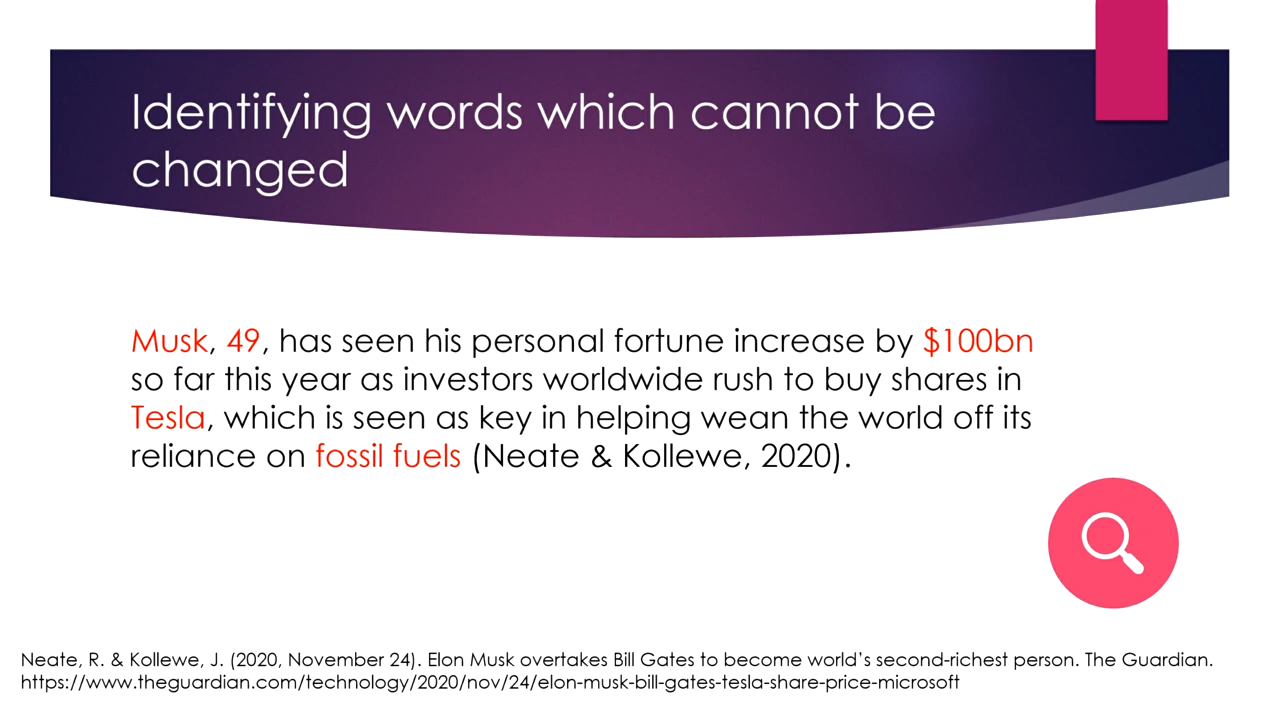 Identifying words which cannot be
changed
Musk, 49, has seen his personal fortune increase by $100bn
so far this year as investors worldwide rush to buy shares in
Tesla, which is seen as key in helping wean the world off its
reliance on fossil fuels (Neate & Kollewe, 2020).
Neate, R. & Kollewe, J. (2020, November 24). Elon Musk overtakes Bill Gates to become world’s second-richest person. The Guardian.
https://www.theguardian.com/technology/2020/nov/24/elon-musk-bill-gates-tesla-share-price-microsoft